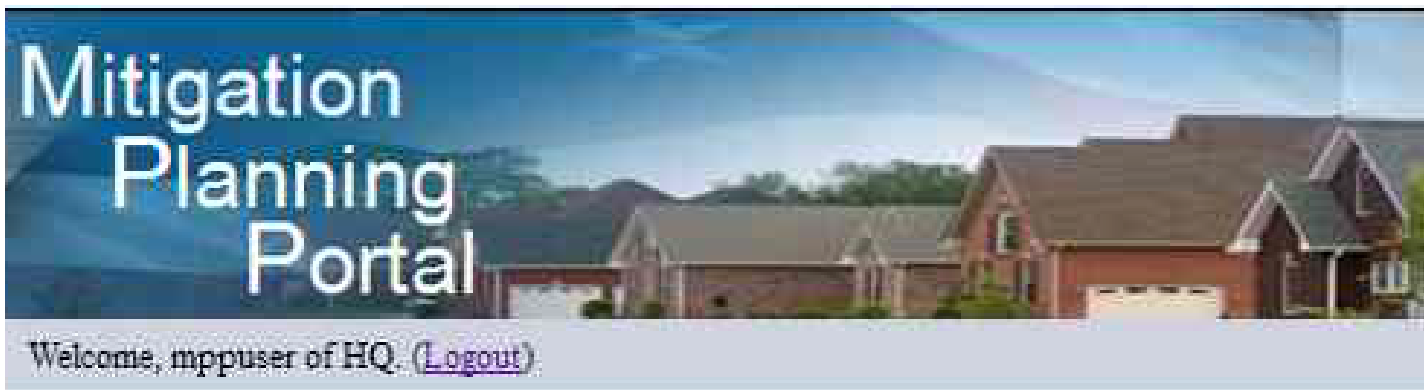 Mitigation
Planning
Portal
Welcome, mppuser of HQ. (Logout)